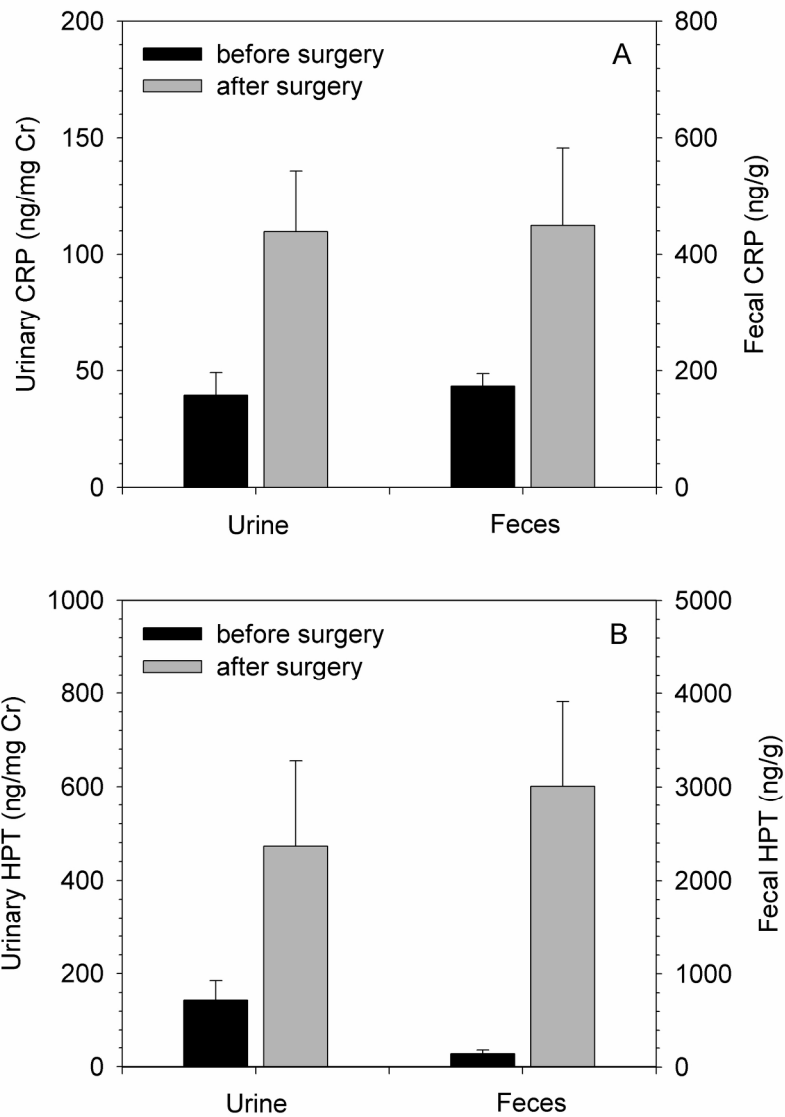 200
150
100
50
0
Urinary CRP (ng/mg Cr)
before surgery
after surgery
A
800
600
400
200
0
Fecal CRP (ng/g)
Urine
Feces
1000
800
600
400
200
0
Urinary HPT (ng/mg Cr)
before surgery
after surgery
B
5000
4000
3000
2000
1000
0
Fecal HPT (ng/g)
Urine
Feces